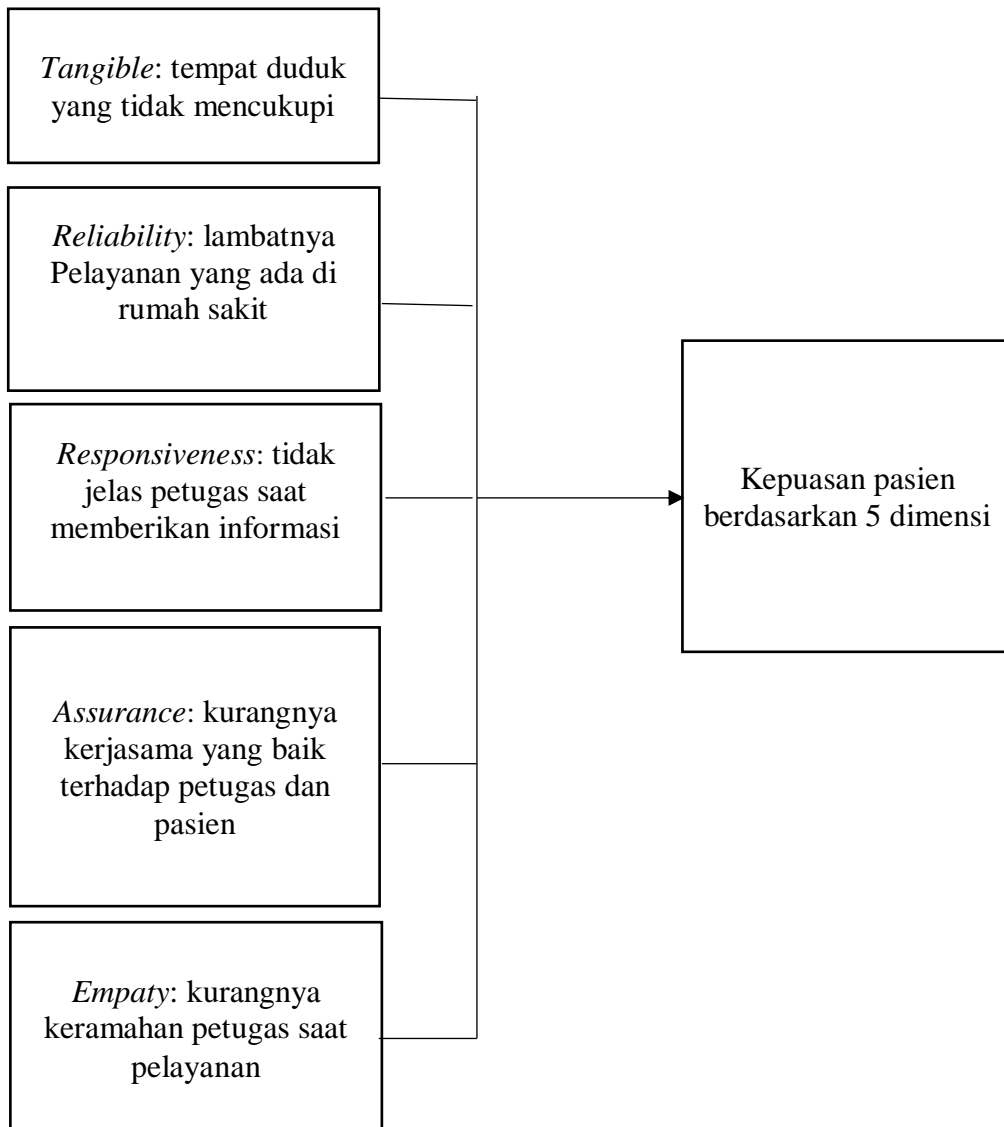 Tangible: tempat duduk
yang tidak mencukupi
Reliability: lambatnya
Pelayanan yang ada di
rumah sakit
Responsiveness: tidak
jelas petugas saat
memberikan informasi
Assurance: kurangnya
kerjasama yang baik
terhadap petugas dan
pasien
Empaty: kurangnya
keramahan petugas saat
pelayanan
Kepuasan pasien
berdasarkan 5 dimensi